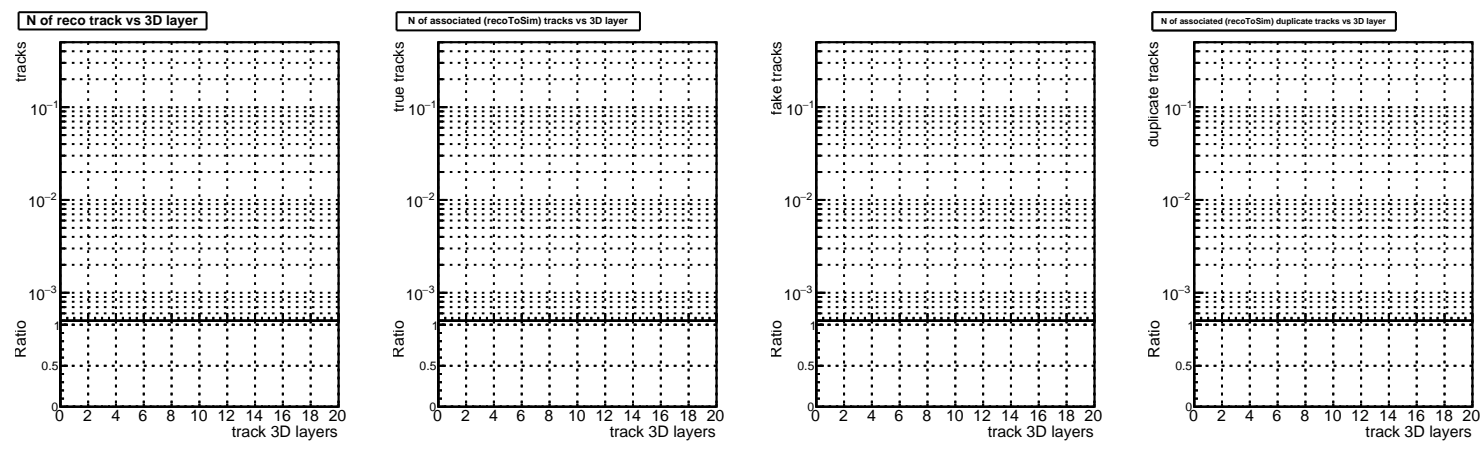 N of reco track vs 3D layer
tracks
10−1
10−2
10−3
Ratio
1
0.5
0
0 2 4 6 8 10 12 14 16 18 20
track 3D layers
N of associated (recoToSim) tracks vs 3D layer
true tracks
10−1
10−2
10−3
Ratio
1
0.5
0
0 2 4 6 8 10 12 14 16 18 20
track 3D layers
fake tracks
10−1
10−2
10−3
Ratio
1
0.5
0
0 2 4 6 8 10 12 14 16 18 20
track 3D layers
N of associated (recoToSim) duplicate tracks vs 3D layer
duplicate tracks
10−1
10−2
10−3
Ratio
1
0.5
0
0 2 4 6 8 10 12 14 16 18 20
track 3D layers